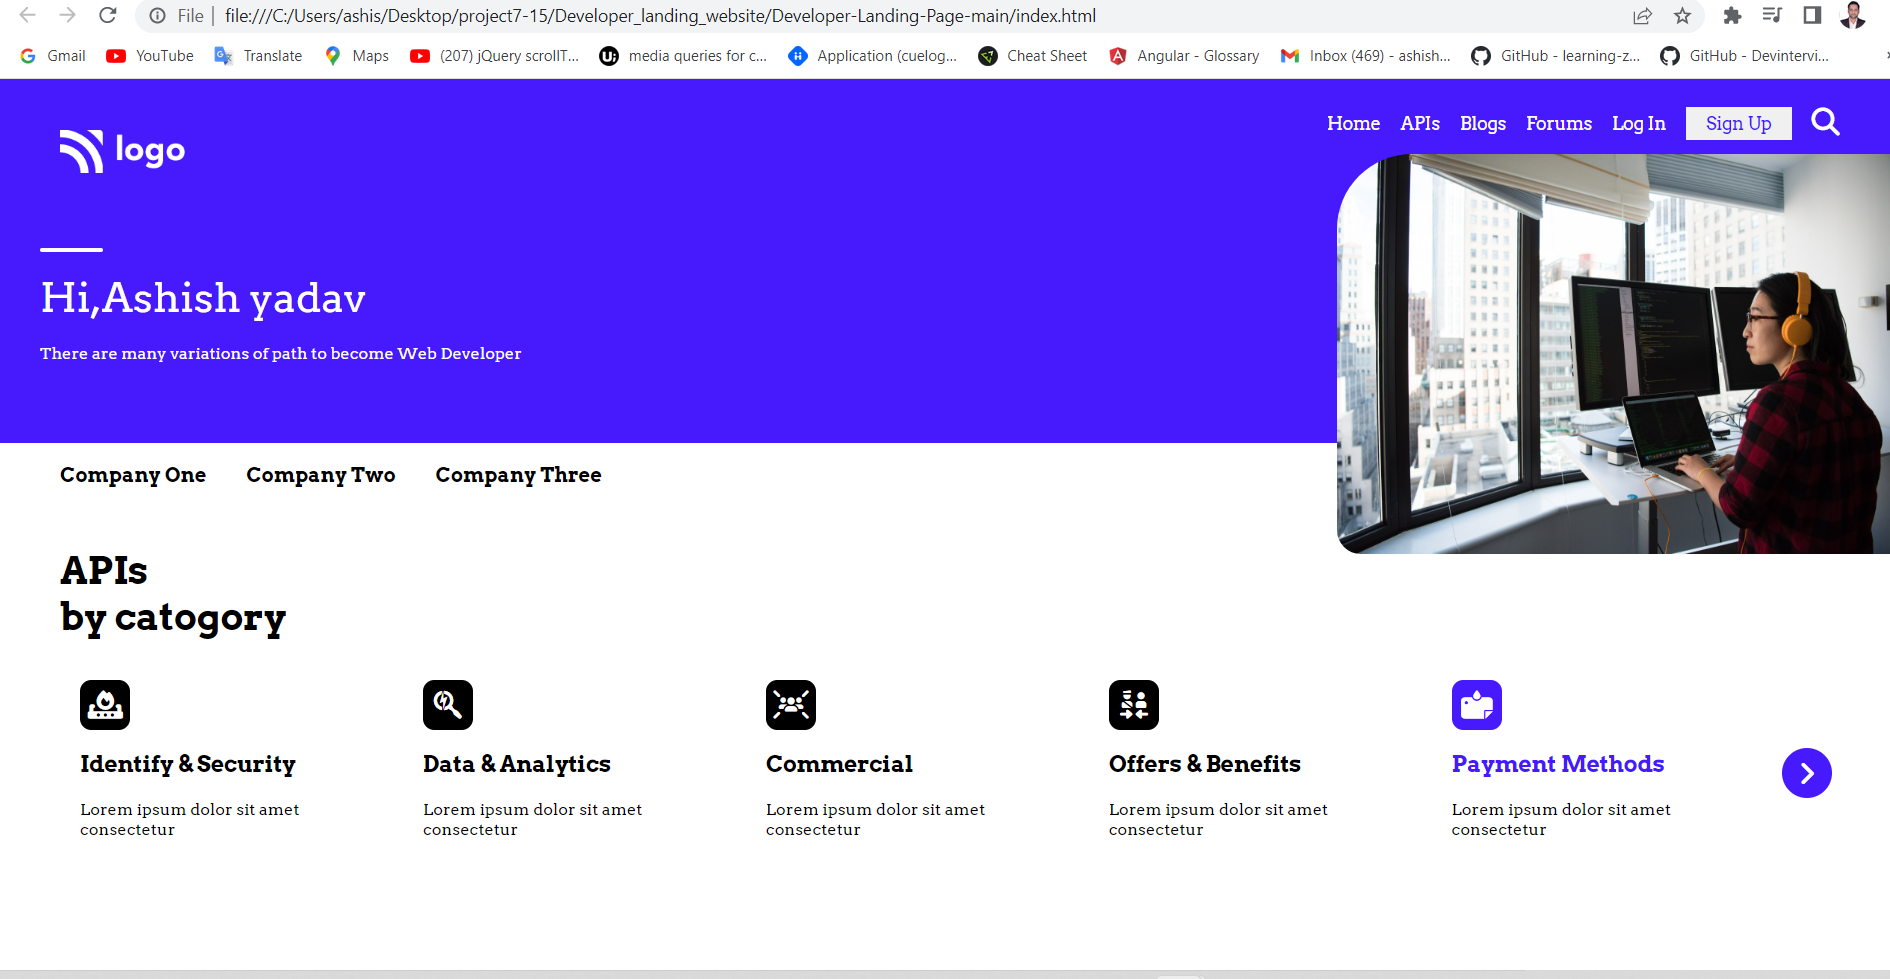 File | file:///C:/Users/ashis/Desktop/project7-15/Developer_landing_website/Developer-Landing-Page-main/index.html
Gmail YouTube Translate Maps (207) jQuery scrollT... media queries for c... Application (cuelog... Cheat Sheet Angular - Glossary Inbox (469) - ashish... GitHub - learning-z... GitHub - Devintervi...
Home APIs Blogs Forums Log In Sign Up
logo
Hi,Ashish yadav
There are many variations of path to become Web Developer
Company One Company Two Company Three
APIs
by catogory
Identify & Security Data & Analytics Commercial Offers & Benefits Payment Methods
Lorem ipsum dolor sit amet Lorem ipsum dolor sit amet Lorem ipsum dolor sit amet Lorem ipsum dolor sit amet Lorem ipsum dolor sit amet
consectetur consectetur consectetur consectetur consectetur